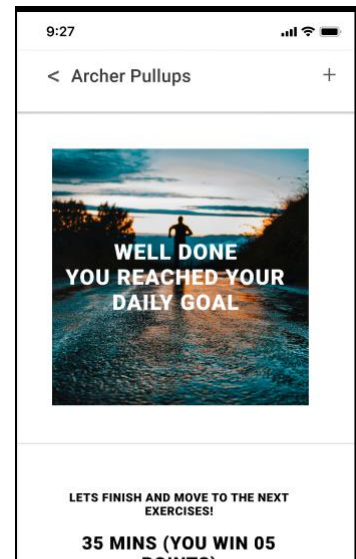 9:27
< Archer Pullups +
WELL DONE
YOU REACHED YOUR
DAILY GOAL
LETS FINISH AND MOVE TO THE NEXT
EXERCISES!
35 MINS (YOU WIN 05
POINTS)